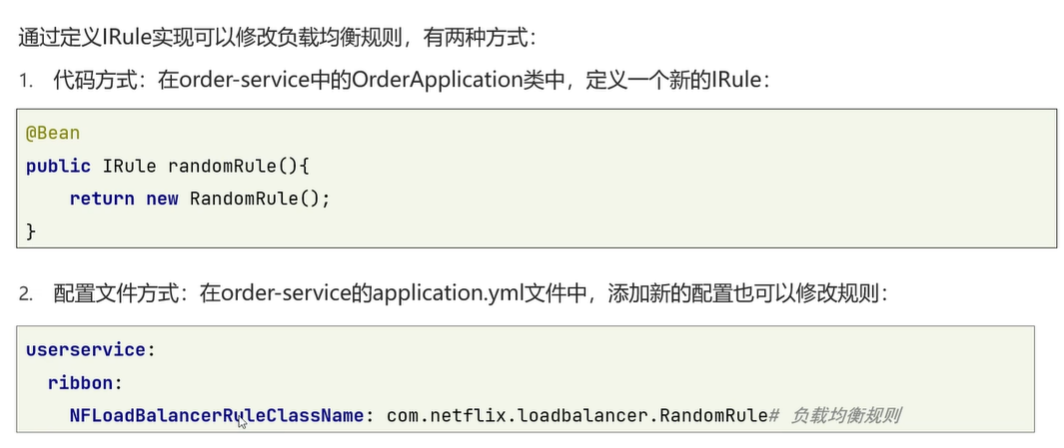 通过定义IRule实现可以修改负载均衡规则，有两种方式：
1. 代码方式：在order-service中的OrderApplication类中，定义一个新的IRule：
@Bean
public IRule randomRule(){
    return new RandomRule();
}
2. 配置文件方式：在order-service的application.yml文件中，添加新的配置也可以修改规则：
userservice:
  ribbon:
    NFLoadBalancerRuleClassName: com.netflix.loadbalancer.RandomRule# 负载均衡规则